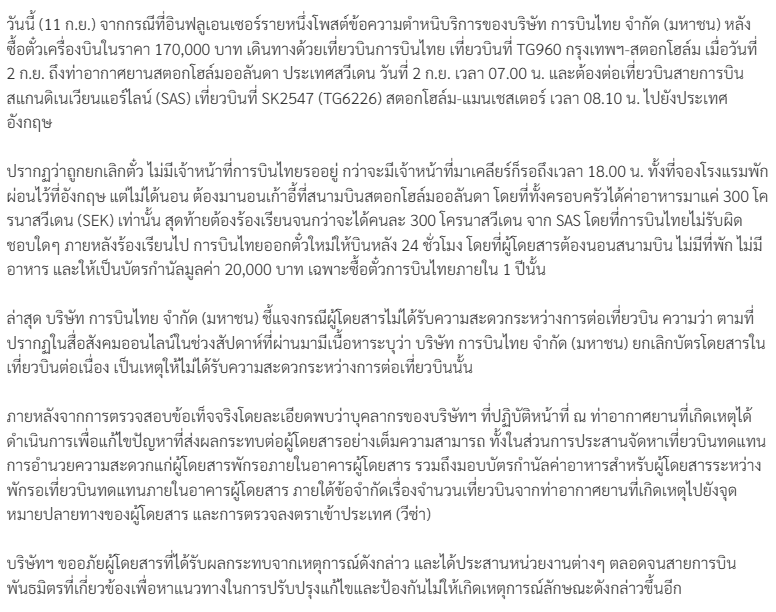 วันนี้ (11 ก.ย.) จากกรณีที่อินฟลูเอนเซอร์รายหนึ่งโพสต์ข้อความตำหนิบริการของบริษัท การบินไทย จำกัด (มหาชน) หลัง
ซื้อตั๋วเครื่องบินในราคา 170,000 บาท เดินทางด้วยเที่ยวบินการบินไทย เที่ยวบินที่ TG960 กรุงเทพฯ-สตอกโฮล์ม เมื่อวันที่
2 ก.ย. ถึงท่าอากาศยานสตอกโฮล์มออลันดา ประเทศสวีเดน วันที่ 2 ก.ย. เวลา 07.00 น. และต้องต่อเที่ยวบินสายการบิน
สแกนดิเนเวียนแอร์ไลน์ (SAS) เที่ยวบินที่ SK2547 (TG6226) สตอกโฮล์ม-แมนเชสเตอร์ เวลา 08.10 น. ไปยังประเทศ
อังกฤษ
ปรากฏว่าถูกยกเลิกตั๋ว ไม่มีเจ้าหน้าที่การบินไทยรออยู่ กว่าจะมีเจ้าหน้าที่มาเคลียร์ก็รอถึงเวลา 18.00 น. ทั้งที่จองโรงแรมพัก
ผ่อนไว้ที่อังกฤษ แต่ไม่ได้นอน ต้องมานอนเก้าอี้ที่สนามบินสตอกโฮล์มออลันดา โดยที่ทั้งครอบครัวได้ค่าอาหารมาแค่ 300 โค
รนาสวีเดน (SEK) เท่านั้น สุดท้ายต้องร้องเรียนจนกว่าจะได้คนละ 300 โครนาสวีเดน จาก SAS โดยที่การบินไทยไม่รับผิด
ชอบใดๆ ภายหลังร้องเรียนไป การบินไทยออกตั๋วใหม่ให้บินหลัง 24 ชั่วโมง โดยที่ผู้โดยสารต้องนอนสนามบิน ไม่มีที่พัก ไม่มี
อาหาร และให้เป็นบัตรกำนัลมูลค่า 20,000 บาท เฉพาะซื้อตั๋วการบินไทยภายใน 1 ปีนั้น
ล่าสุด บริษัท การบินไทย จำกัด (มหาชน) ชี้แจงกรณีผู้โดยสารไม่ได้รับความสะดวกระหว่างการต่อเที่ยวบิน ความว่า ตามที่
ปรากฏในสื่อสังคมออนไลน์ในช่วงสัปดาห์ที่ผ่านมามีเนื้อหาระบุว่า บริษัท การบินไทย จำกัด (มหาชน) ยกเลิกบัตรโดยสารใน
เที่ยวบินต่อเนื่อง เป็นเหตุให้ไม่ได้รับความสะดวกระหว่างการต่อเที่ยวบินนั้น
ภายหลังจากการตรวจสอบข้อเท็จจริงโดยละเอียดพบว่าบุคลากรของบริษัทฯ ที่ปฏิบัติหน้าที่ ณ ท่าอากาศยานที่เกิดเหตุได้
ดำเนินการเพื่อแก้ไขปัญหาที่ส่งผลกระทบต่อผู้โดยสารอย่างเต็มความสามารถ ทั้งในส่วนการประสานจัดหาเที่ยวบินทดแทน
การอำนวยความสะดวกแก่ผู้โดยสารพักรอภายในอาคารผู้โดยสาร รวมถึงมอบบัตรกำนัลค่าอาหารสำหรับผู้โดยสารระหว่าง
พักรอเที่ยวบินทดแทนภายในอาคารผู้โดยสาร ภายใต้ข้อจำกัดเรื่องจำนวนเที่ยวบินจากท่าอากาศยานที่เกิดเหตุไปยังจุด
หมายปลายทางของผู้โดยสาร และการตรวจลงตราเข้าประเทศ (วีซ่า)
บริษัทฯ ขออภัยผู้โดยสารที่ได้รับผลกระทบจากเหตุการณ์ดังกล่าว และได้ประสานหน่วยงานต่างๆ ตลอดจนสายการบิน
พันธมิตรที่เกี่ยวข้องเพื่อหาแนวทางในการปรับปรุงแก้ไขและป้องกันไม่ให้เกิดเหตุการณ์ลักษณะดังกล่าวขึ้นอีก